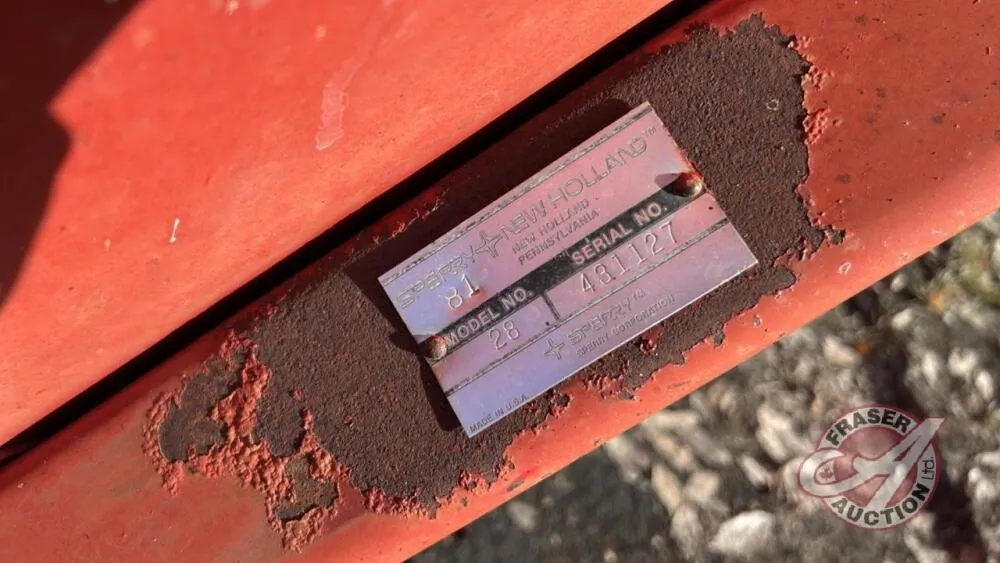 SPERRY NEW HOLLAND™
NEW HOLLAND
PENNSYLVANIA
81
MODEL NO. SERIAL NO.
28 431127
SPERRY™
SPERRY CORPORATION
MADE IN U.S.A.
FRASER
AUCTION Ltd.